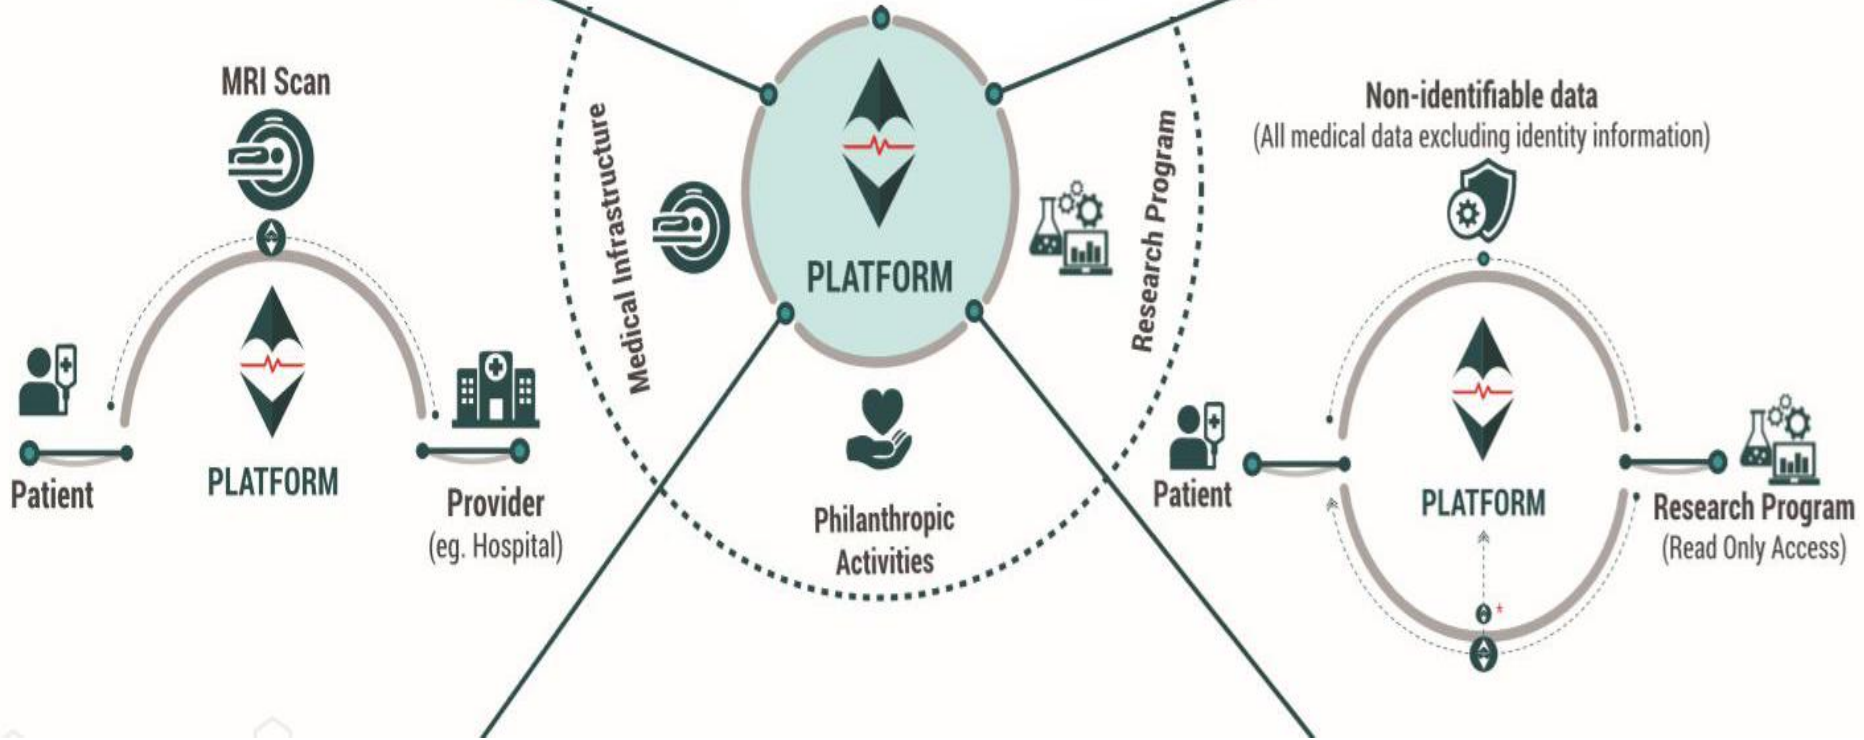 MRI Scan
PLATFORM
Patient
Provider
(eg. Hospital)
Medical Infrastructure
PLATFORM
Research Program
Philanthropic
Activities
Non-identifiable data
(All medical data excluding identity information)
Patient
PLATFORM
*
Research Program
(Read Only Access)